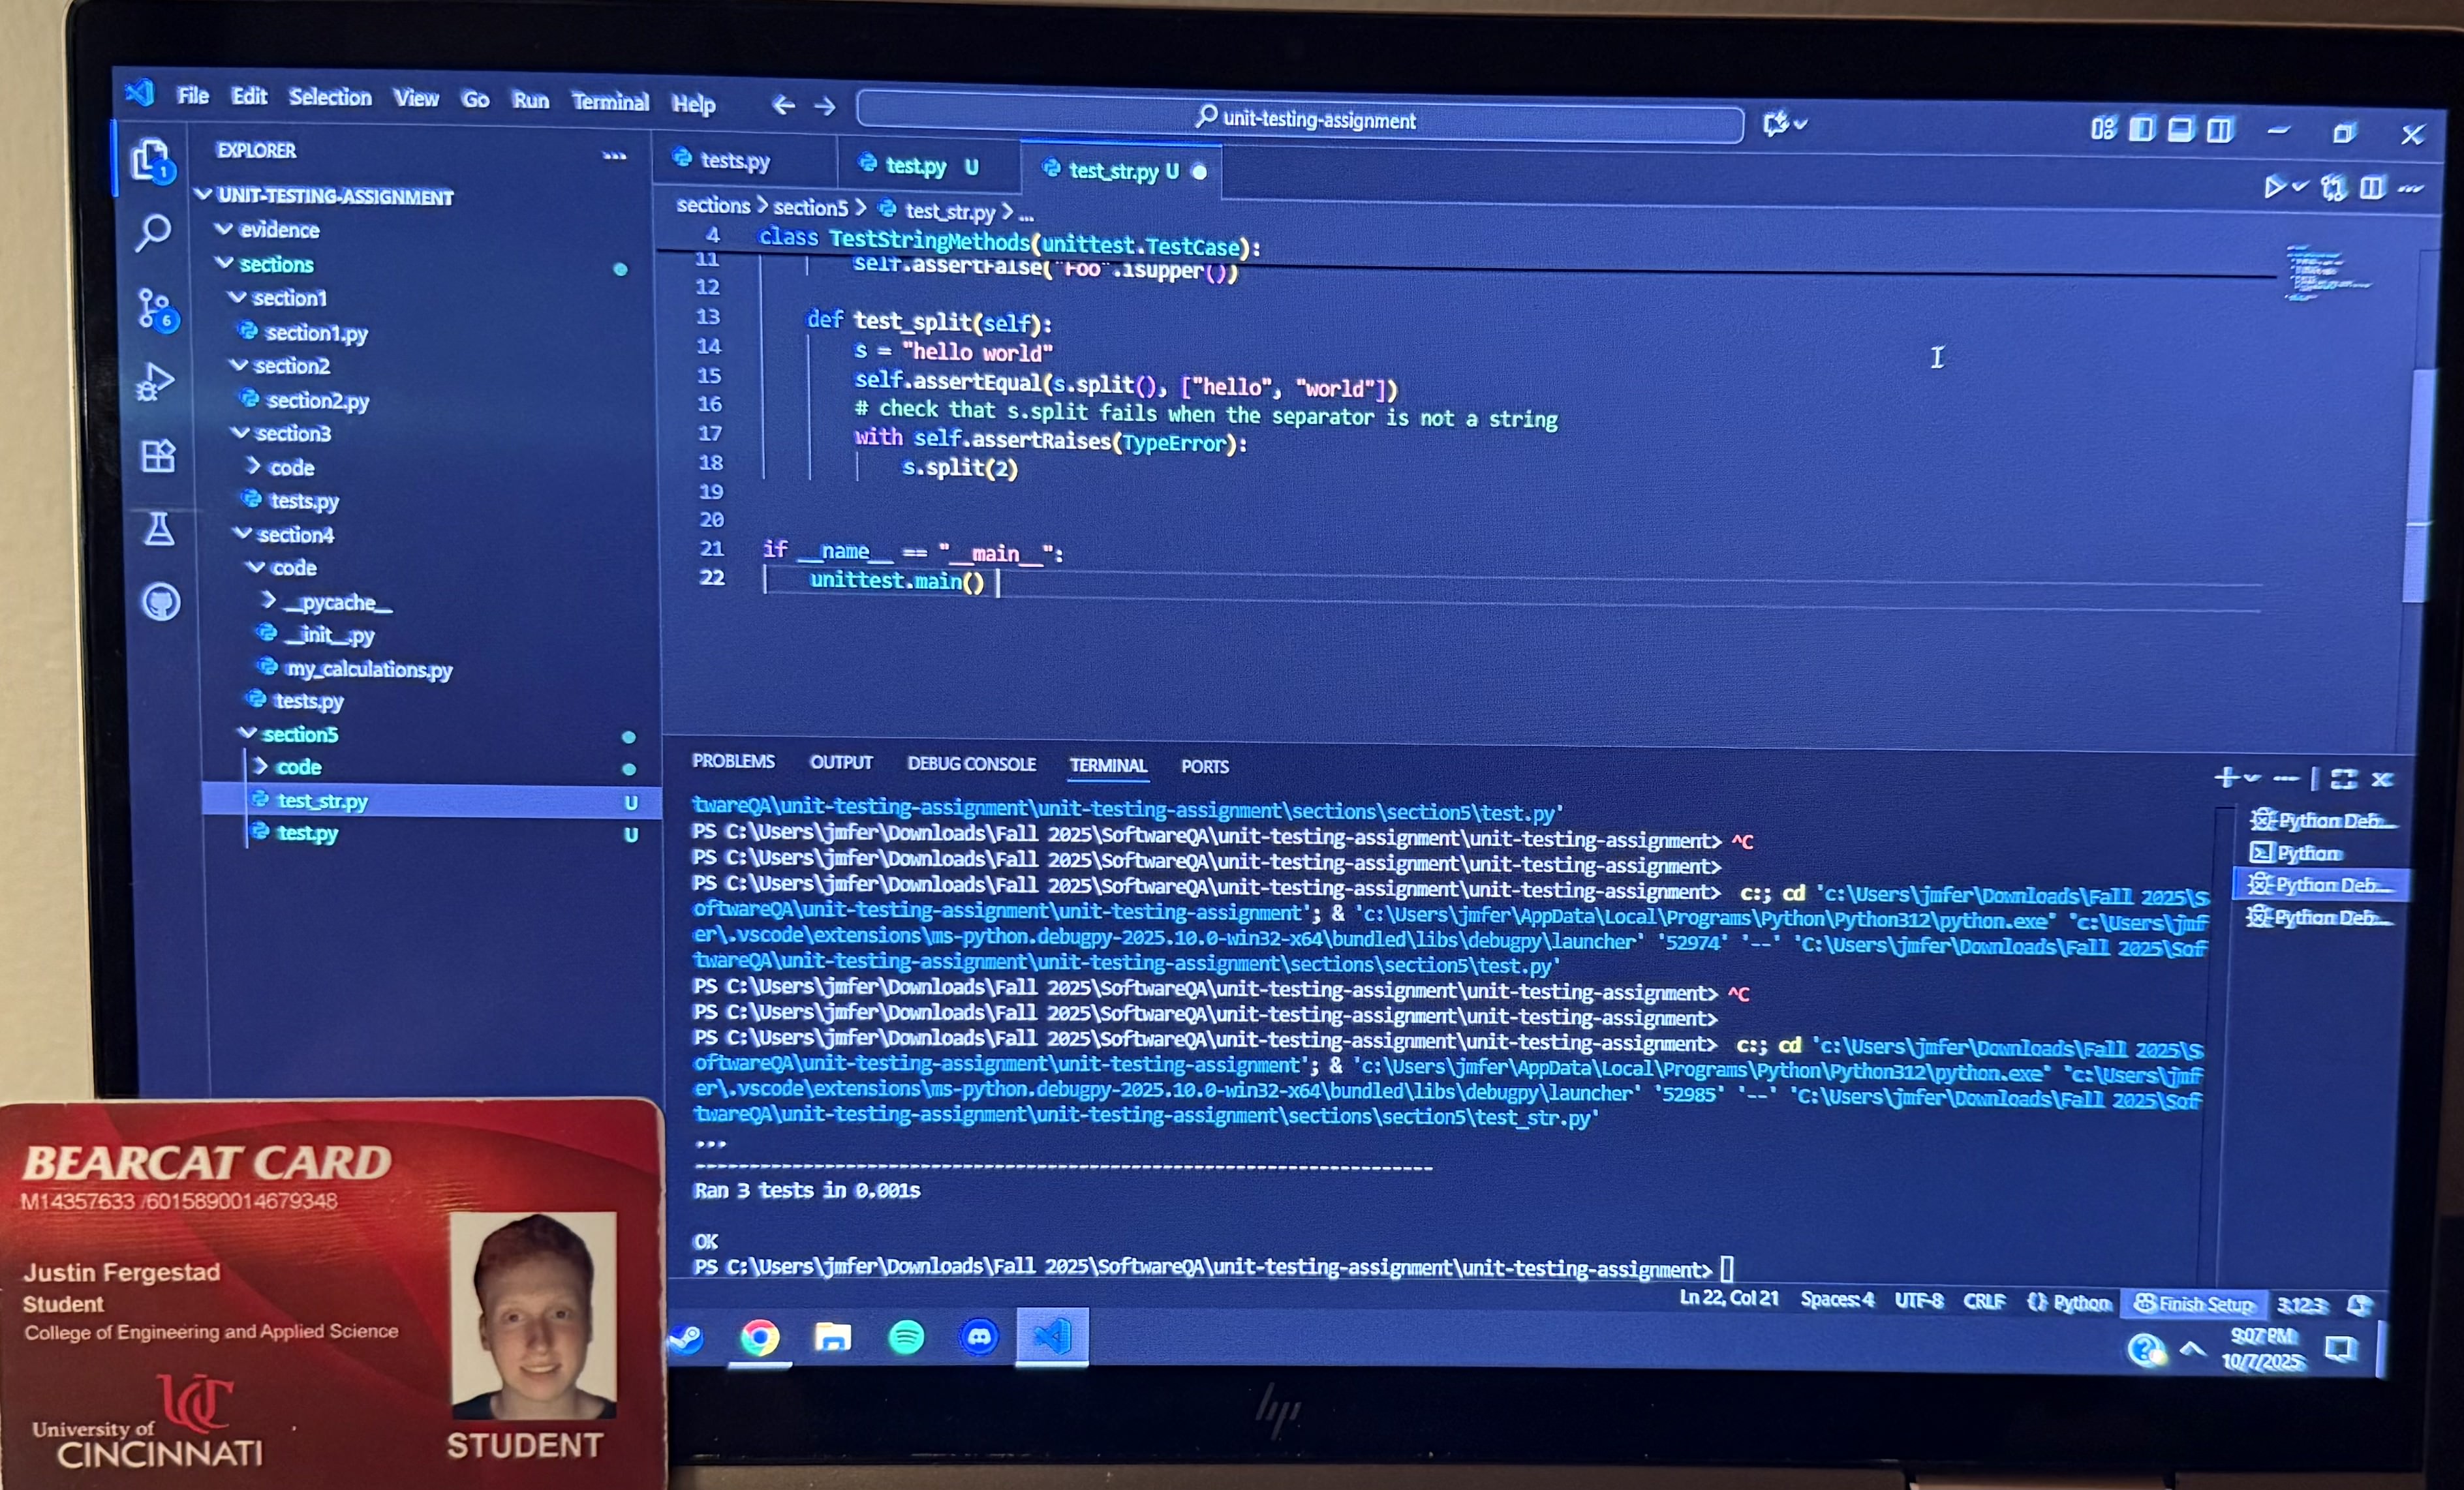 File Edit Selection View Go Run Terminal Help
unit-testing-assignment
EXPLORER
1
UNIT-TESTING-ASSIGNMENT
evidence
sections
section1
section1.py
6
section2
section2.py
section3
code
tests.py
section4
code
__pycache__
__init__.py
my_calculations.py
tests.py
section5
code
test_str.py U
test.py U
tests.py
test.py U
test_str.py U
sections > section5 > test_str.py > ...
4 class TestStringMethods(unittest.TestCase):
11 self.assertFalse("Foo".isupper())
12
13 def test_split(self):
14 s = "hello world"
15 self.assertEqual(s.split(), ["hello", "world"])
16 # check that s.split fails when the separator is not a string
17 with self.assertRaises(TypeError):
18 s.split(2)
19
20
21 if __name__ == "__main__":
22 unittest.main()
PROBLEMS OUTPUT DEBUG CONSOLE TERMINAL PORTS
twareQA\unit-testing-assignment\unit-testing-assignment\sections\section5\test.py'
PS C:\Users\jmfer\Downloads\Fall 2025\SoftwareQA\unit-testing-assignment\unit-testing-assignment> ^C
PS C:\Users\jmfer\Downloads\Fall 2025\SoftwareQA\unit-testing-assignment\unit-testing-assignment>
PS C:\Users\jmfer\Downloads\Fall 2025\SoftwareQA\unit-testing-assignment\unit-testing-assignment> c:; cd 'c:\Users\jmfer\Downloads\Fall 2025\S
oftwareQA\unit-testing-assignment\unit-testing-assignment'; & 'c:\Users\jmfer\AppData\Local\Programs\Python\Python312\python.exe' 'c:\Users\jmf
er\.vscode\extensions\ms-python.debugpy-2025.10.0-win32-x64\bundled\libs\debugpy\launcher' '52974' '--' 'C:\Users\jmfer\Downloads\Fall 2025\Sof
twareQA\unit-testing-assignment\unit-testing-assignment\sections\section5\test.py'
PS C:\Users\jmfer\Downloads\Fall 2025\SoftwareQA\unit-testing-assignment\unit-testing-assignment> ^C
PS C:\Users\jmfer\Downloads\Fall 2025\SoftwareQA\unit-testing-assignment\unit-testing-assignment>
PS C:\Users\jmfer\Downloads\Fall 2025\SoftwareQA\unit-testing-assignment\unit-testing-assignment> c:; cd 'c:\Users\jmfer\Downloads\Fall 2025\S
oftwareQA\unit-testing-assignment\unit-testing-assignment'; & 'c:\Users\jmfer\AppData\Local\Programs\Python\Python312\python.exe' 'c:\Users\jmf
er\.vscode\extensions\ms-python.debugpy-2025.10.0-win32-x64\bundled\libs\debugpy\launcher' '52985' '--' 'C:\Users\jmfer\Downloads\Fall 2025\Sof
twareQA\unit-testing-assignment\unit-testing-assignment\sections\section5\test_str.py'
...
----------------------------------------------------------------------
Ran 3 tests in 0.001s
OK
PS C:\Users\jmfer\Downloads\Fall 2025\SoftwareQA\unit-testing-assignment\unit-testing-assignment>
Python Deb...
Python
Python Deb...
Python Deb...
Ln 22, Col 21 Spaces: 4 UTF-8 CRLF {} Python Finish Setup 3.12.3
9:07 PM
10/7/2025
hp
BEARCAT CARD
M14357633 /6015890014679348
Justin Fergestad
Student
College of Engineering and Applied Science
UC
University of
CINCINNATI
STUDENT